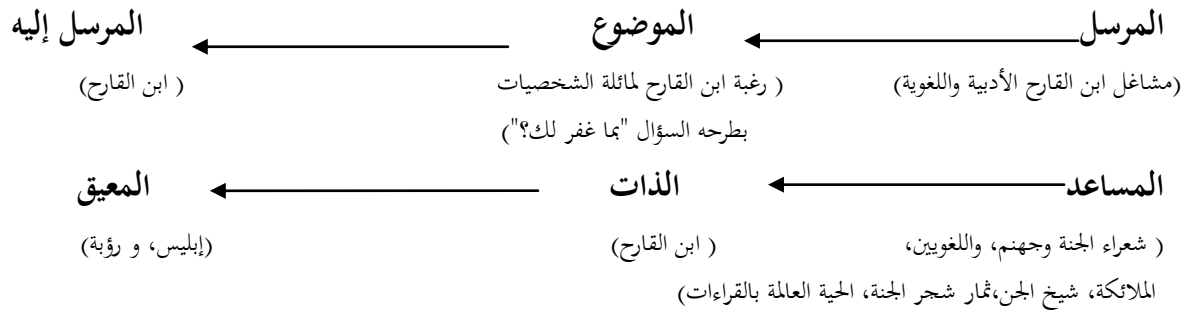 المرسل الموضوع المرسل إليه
(مشاغل ابن القارح الأدبية واللغوية) ( رغبة ابن القارح لمائلة الشخصيات ( ابن القارح)
بطرحه السؤال "بما غفر لك؟")
المساعد الذات المعيق
( شعراء الجنة وجهنم، واللغويين، ( ابن القارح) (إبليس، و رؤبة)
الملائكة، شيخ الجن،ثمار شجر الجنة، الحية العالمة بالقراءات)